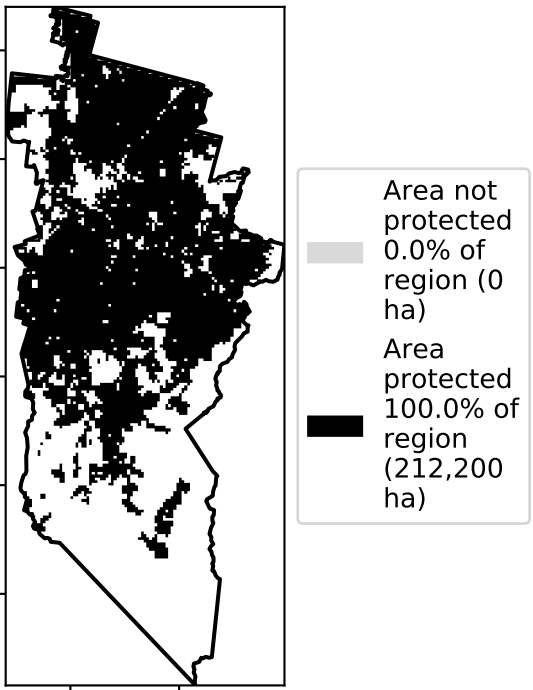 Area not
protected
0.0% of
region (0
ha)
Area
protected
100.0% of
region
(212,200
ha)